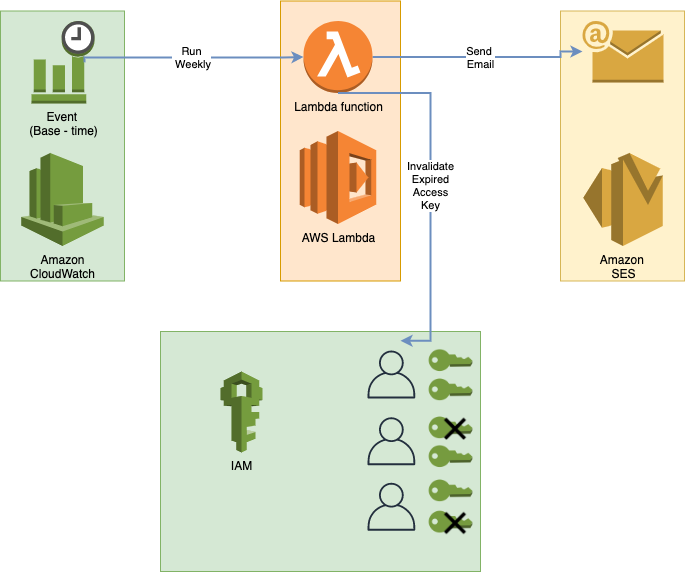 Run
Weekly
Send
Email
Event
(Base - time)
Lambda function
Invalidate
Expired
Access
Key
AWS Lambda
Amazon
CloudWatch
Amazon
SES
IAM
@